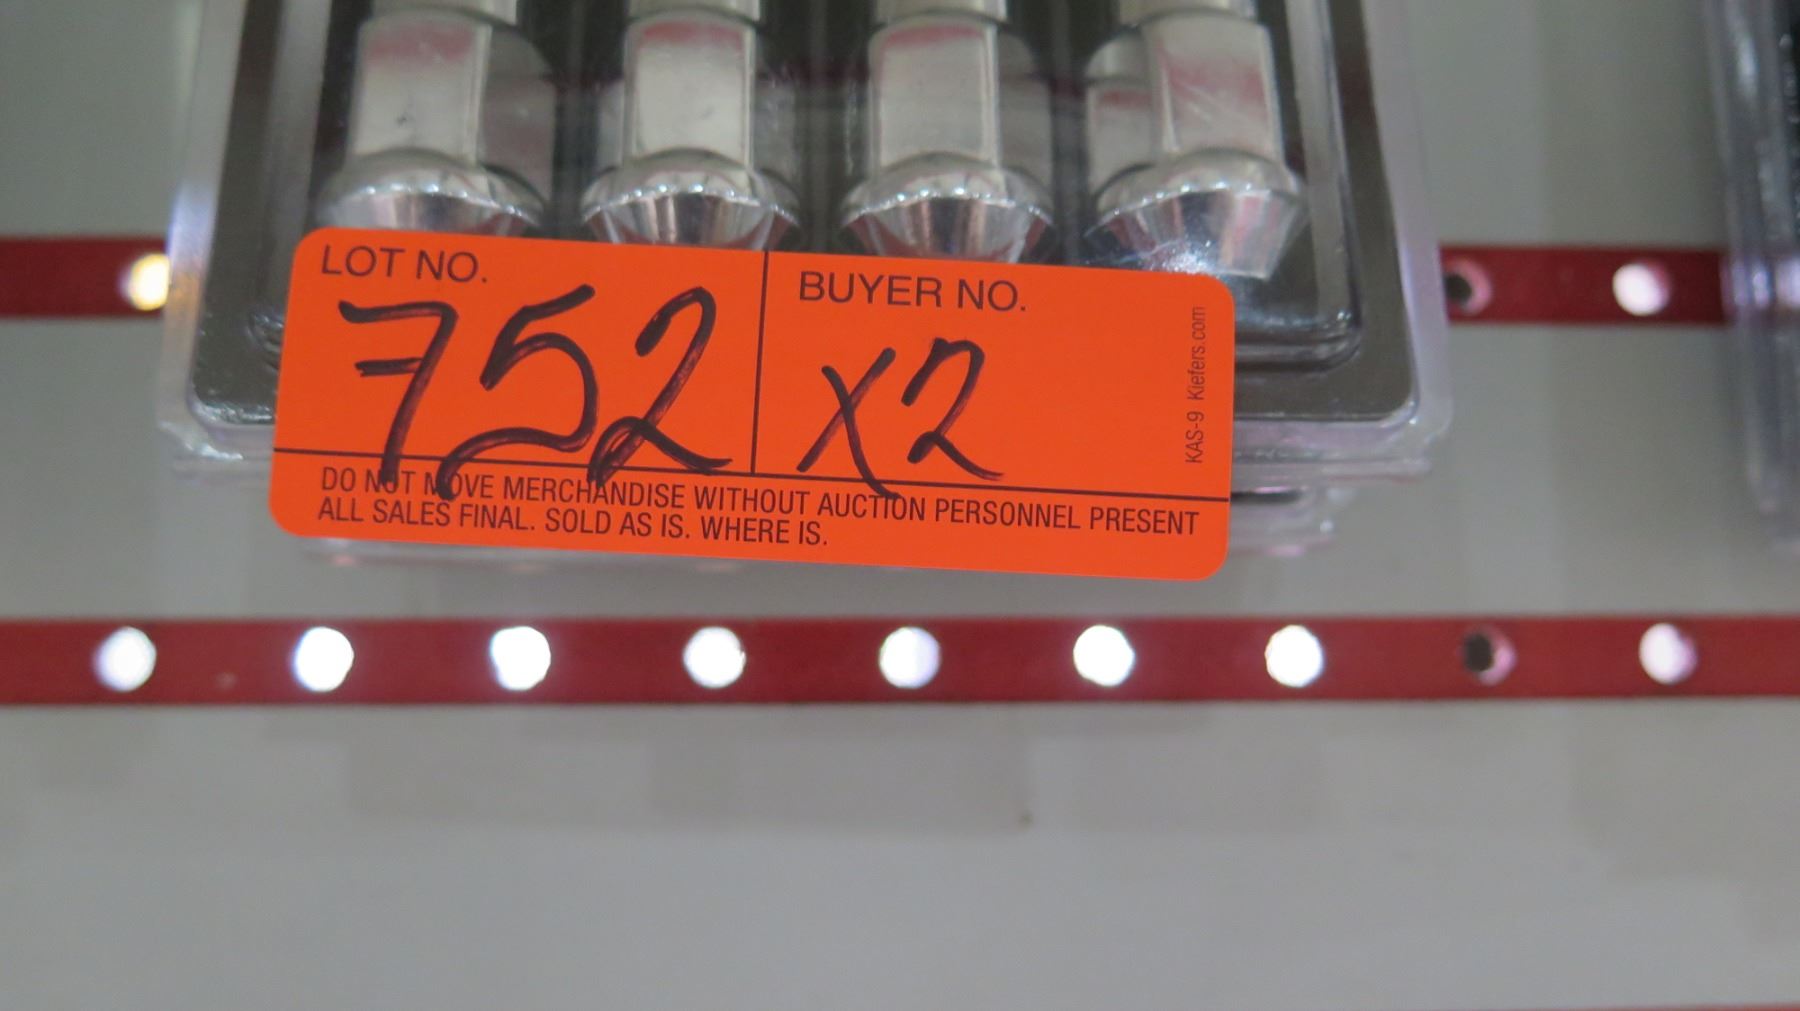 LOT NO.
752
BUYER NO.
X2
KAS-9 Kiefers.com
DO NOT MOVE MERCHANDISE WITHOUT AUCTION PERSONNEL PRESENT
ALL SALES FINAL. SOLD AS IS. WHERE IS.